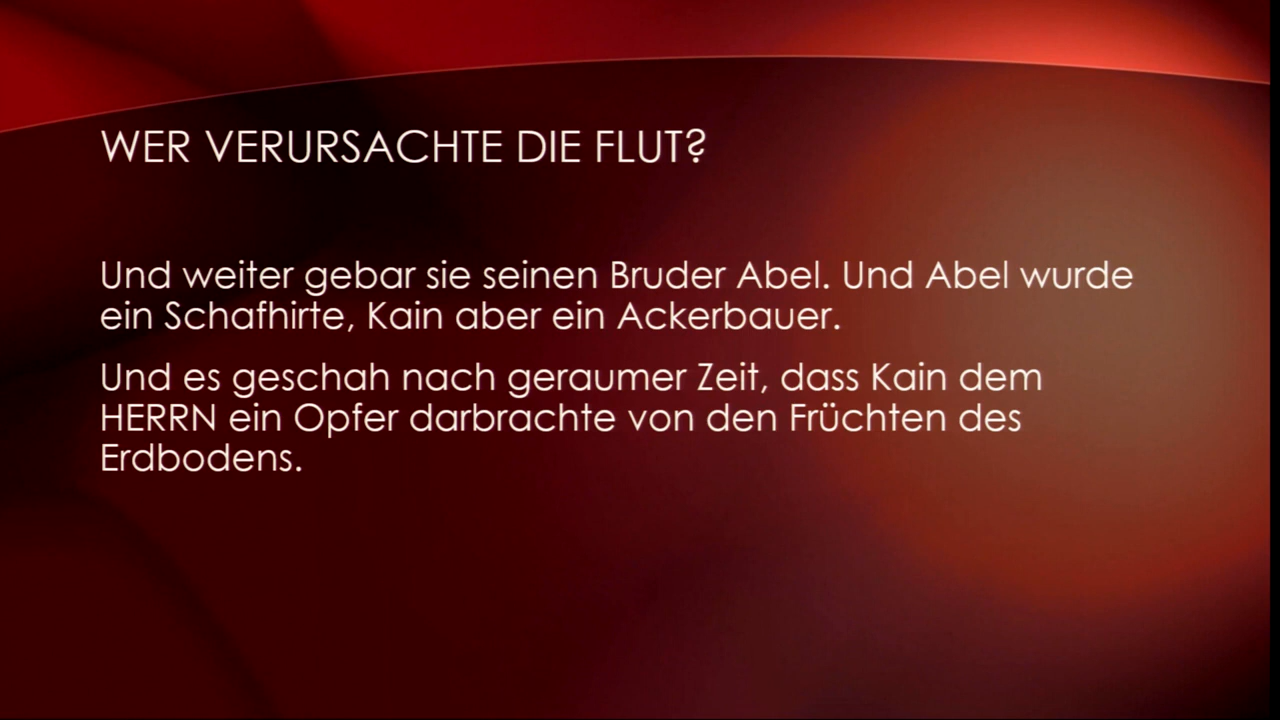 WER VERURSACHTE DIE FLUT?
Und weiter gebar sie seinen Bruder Abel. Und Abel wurde
ein Schafhirte, Kain aber ein Ackerbauer.
Und es geschah nach geraumer Zeit, dass Kain dem
HERRN ein Opfer darbrachte von den Früchten des
Erdbodens.